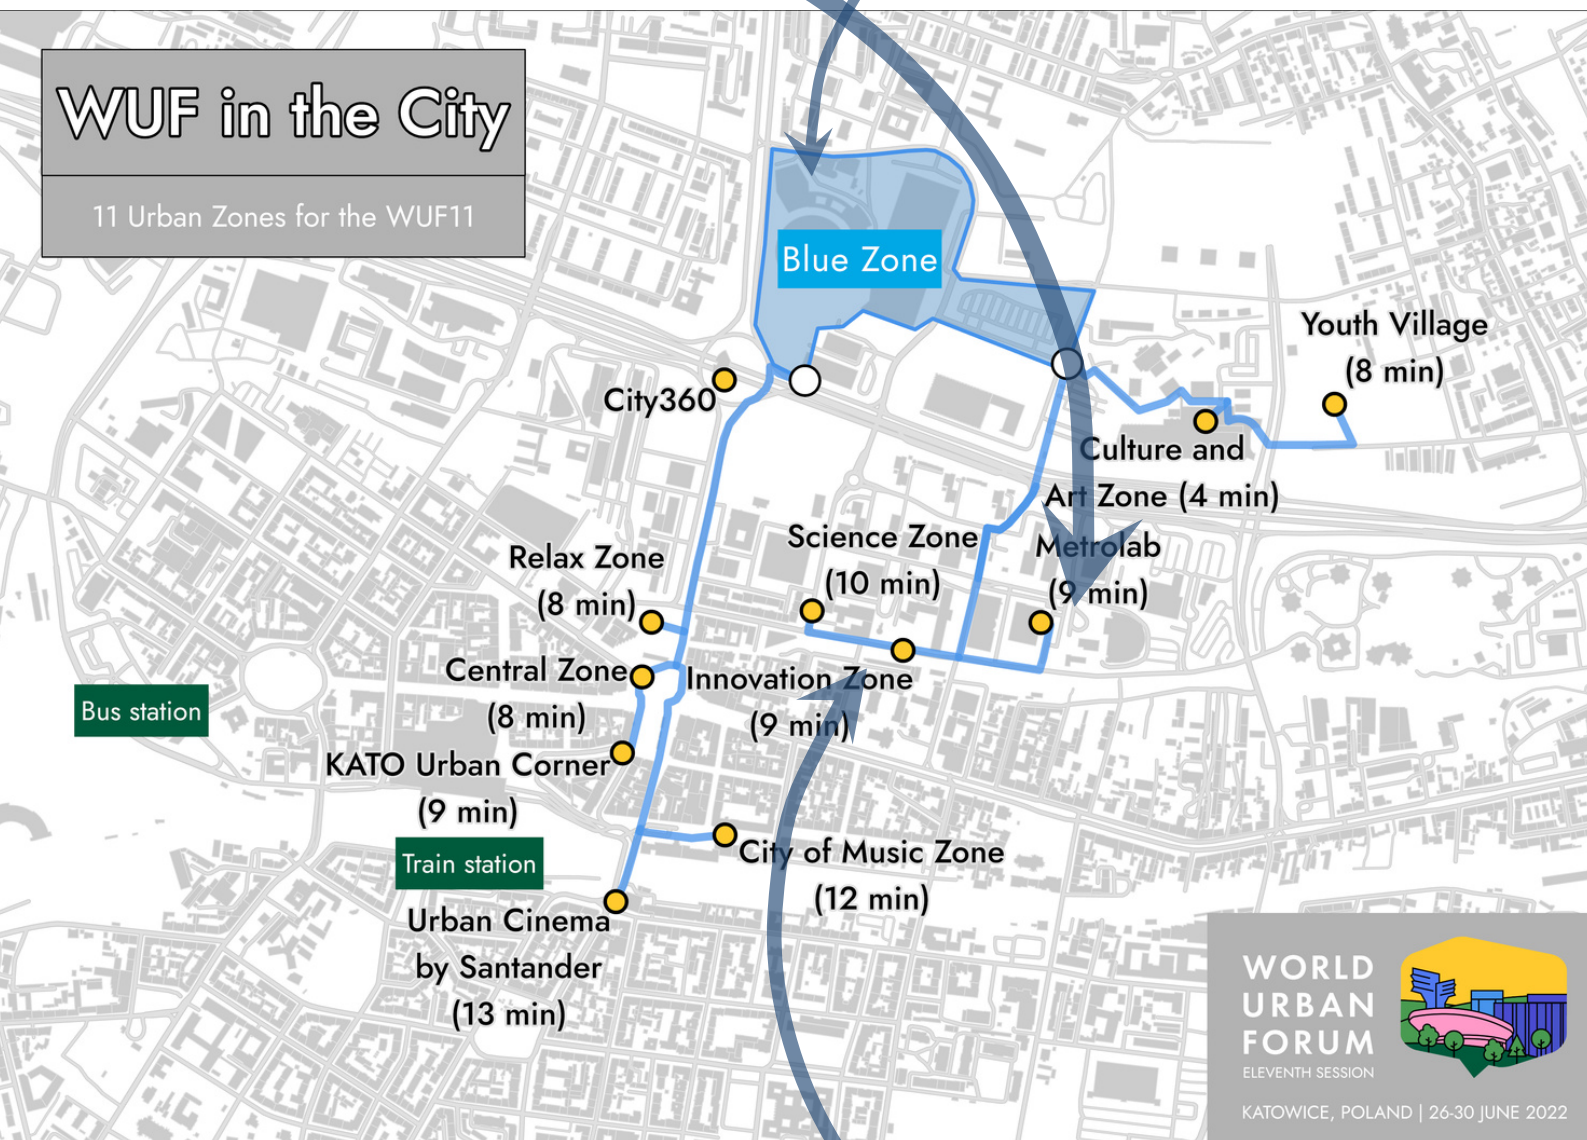 WUF in the City
11 Urban Zones for the WUF11
Blue Zone
Youth Village
(8 min)
City360
Culture and
Art Zone (4 min)
Science Zone
(10 min)
Metrolab
(9 min)
Relax Zone
(8 min)
Central Zone
(8 min)
Innovation Zone
(9 min)
Bus station
KATO Urban Corner
(9 min)
Train station
City of Music Zone
(12 min)
Urban Cinema
by Santander
(13 min)
WORLD
URBAN
FORUM
ELEVENTH SESSION
KATOWICE, POLAND | 26-30 JUNE 2022